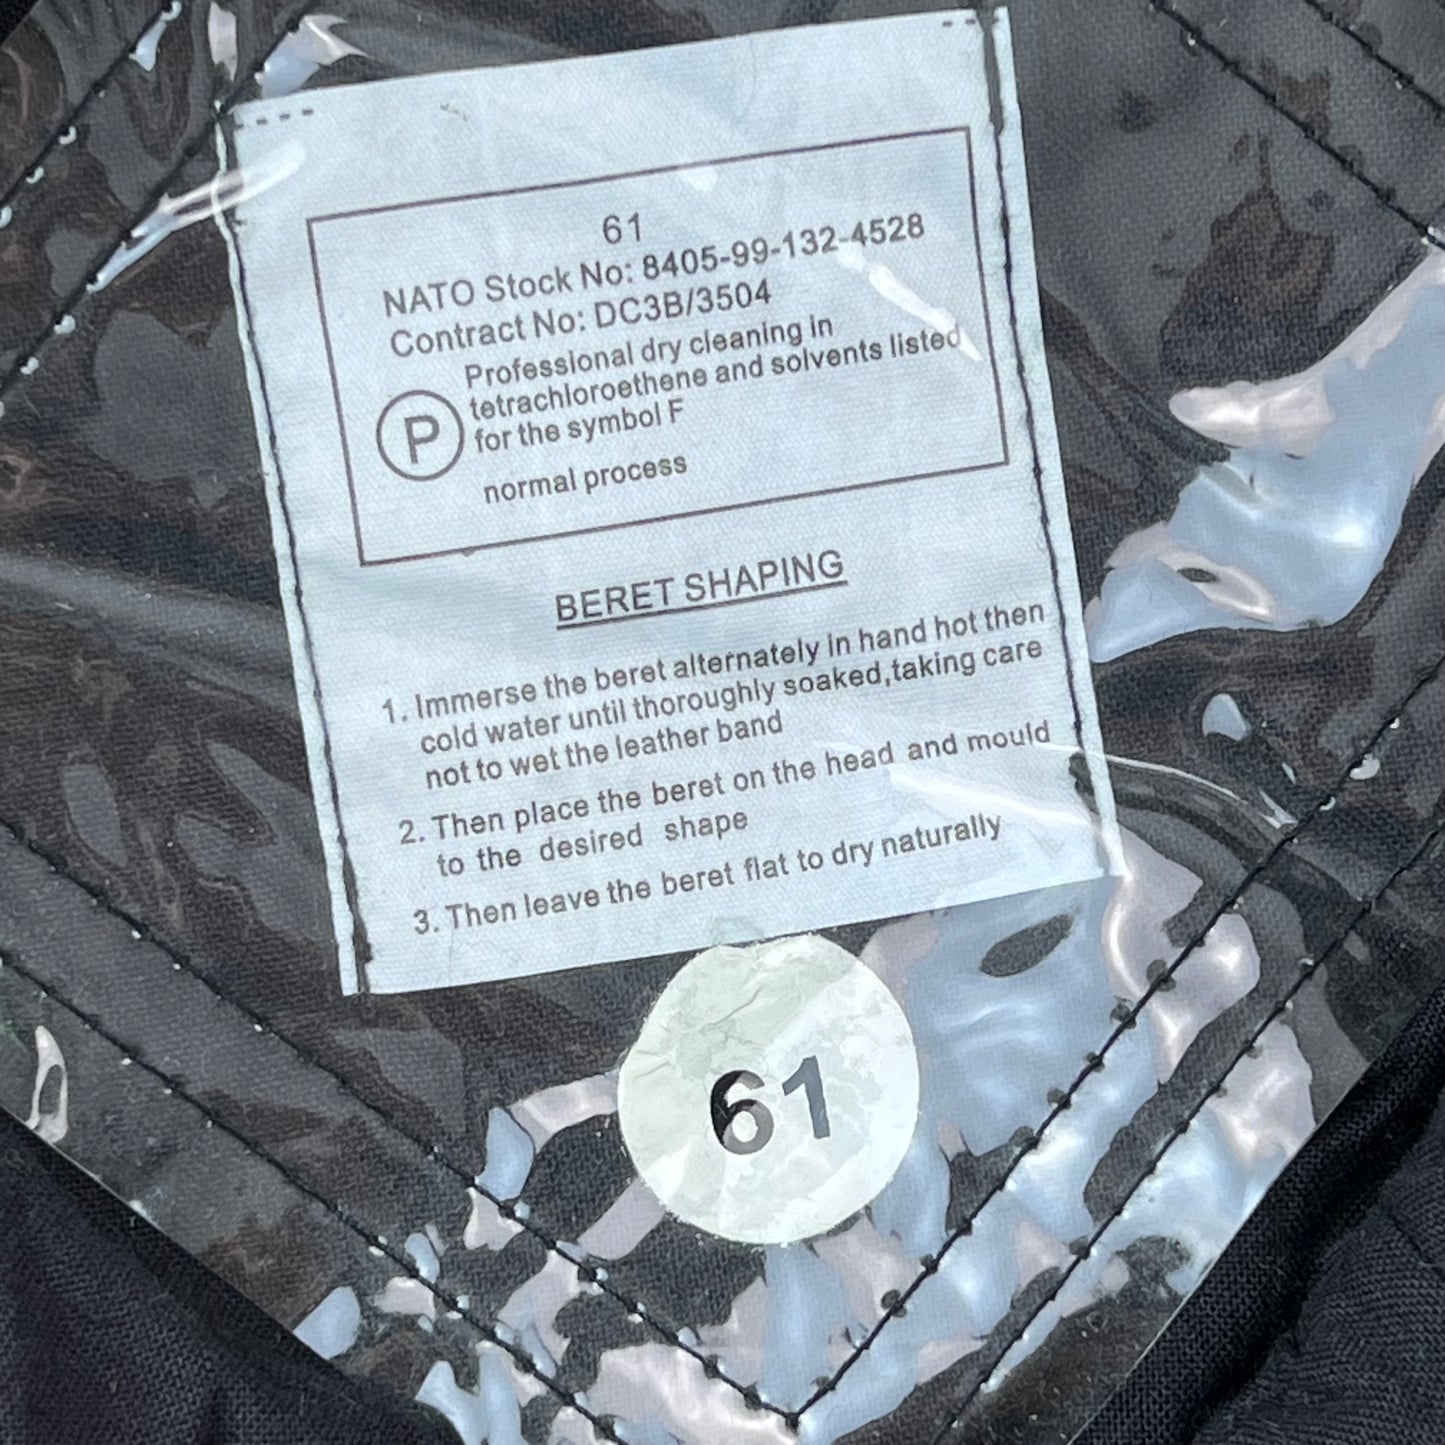 61
NATO Stock No: 8405-99-132-4528
Contract No: DC3B/3504
Professional dry cleaning in
tetrachloroethene and solvents listed
for the symbol F
P
normal process
BERET SHAPING
1. Immerse the beret alternately in hand hot then
cold water until thoroughly soaked,taking care
not to wet the leather band
2. Then place the beret on the head and mould
to the desired shape
3. Then leave the beret flat to dry naturally
61